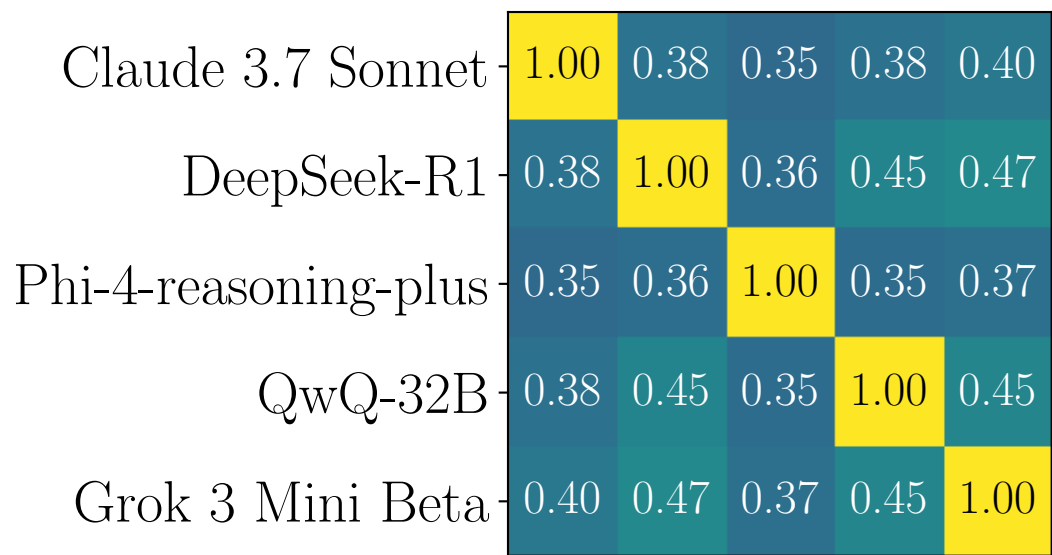 Claude 3.7 Sonnet 1.00 0.38 0.35 0.38 0.40
DeepSeek-R1 0.38 1.00 0.36 0.45 0.47
Phi-4-reasoning-plus 0.35 0.36 1.00 0.35 0.37
QwQ-32B 0.38 0.45 0.35 1.00 0.45
Grok 3 Mini Beta 0.40 0.47 0.37 0.45 1.00